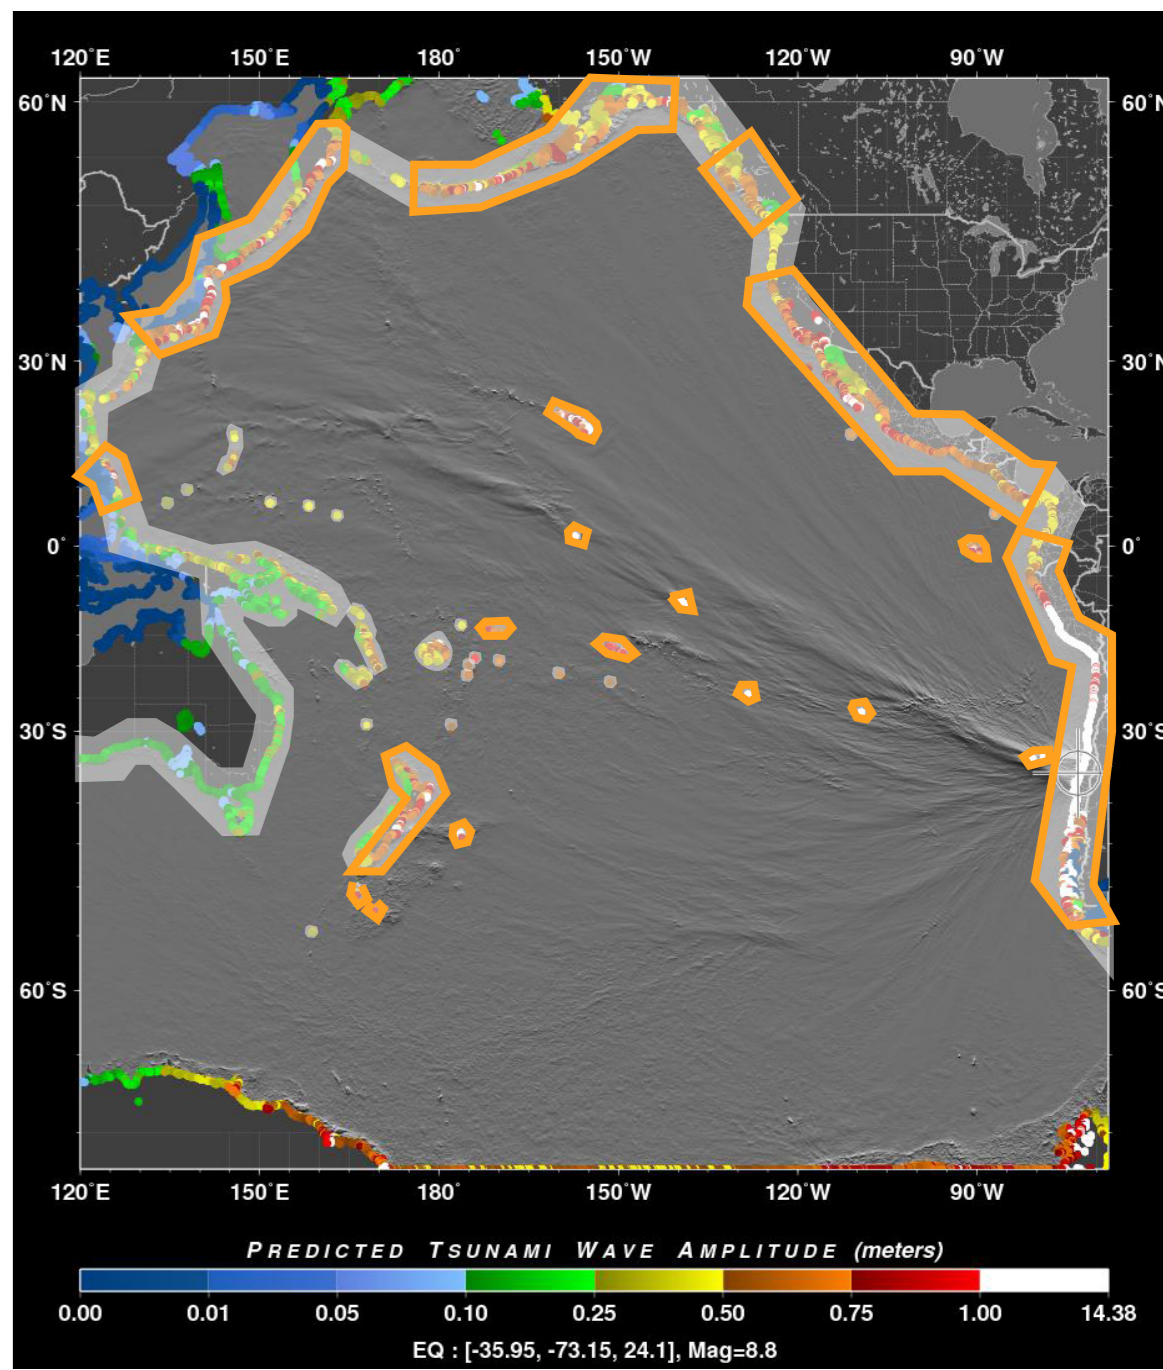 120°E 150°E 180° 150°W 120°W 90°W
60°N 60°N
30°N 30°N
0° 0°
30°S 30°S
60°S 60°S
120°E 150°E 180° 150°W 120°W 90°W
PREDICTED TSUNAMI WAVE AMPLITUDE (meters)
0.00 0.01 0.05 0.10 0.25 0.50 0.75 1.00 14.38
EQ : [-35.95, -73.15, 24.1], Mag=8.8